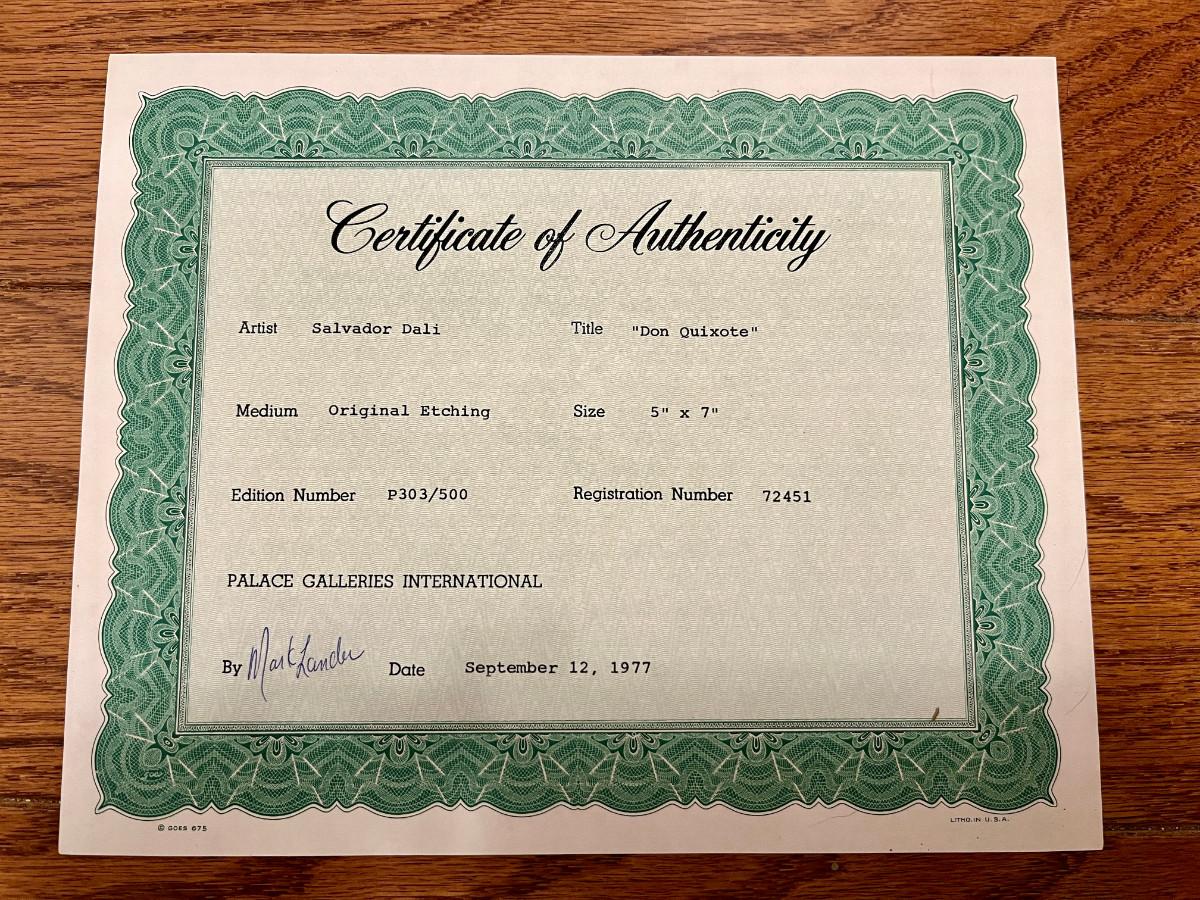 Certificate of Authenticity
Artist Salvador Dali Title "Don Quixote"
Medium Original Etching Size 5" x 7"
Edition Number P303/500 Registration Number 72451
PALACE GALLERIES INTERNATIONAL
By Mark Lander Date September 12, 1977
© GOES 675 LITHO. IN U.S.A.